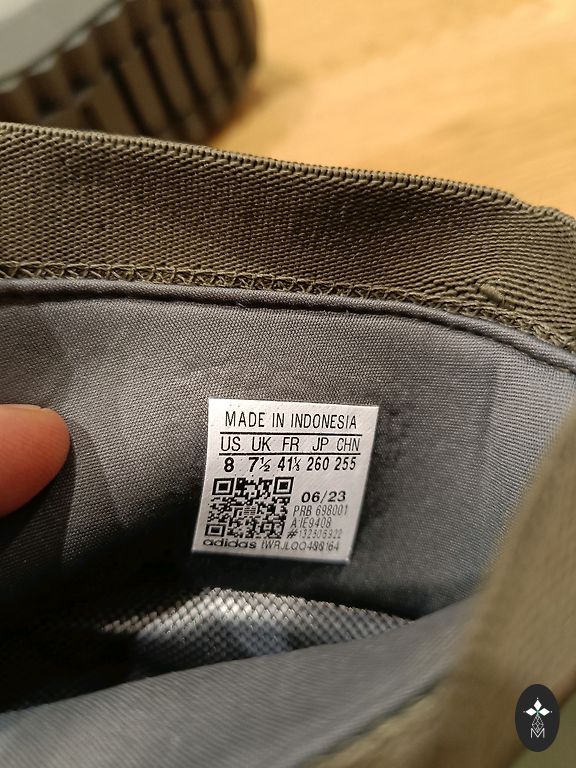 MADE IN INDONESIA
US UK FR JP CHN
8 7½ 41⅓ 260 255
06/23
PRB 698001
A:IE9408
adidas
M